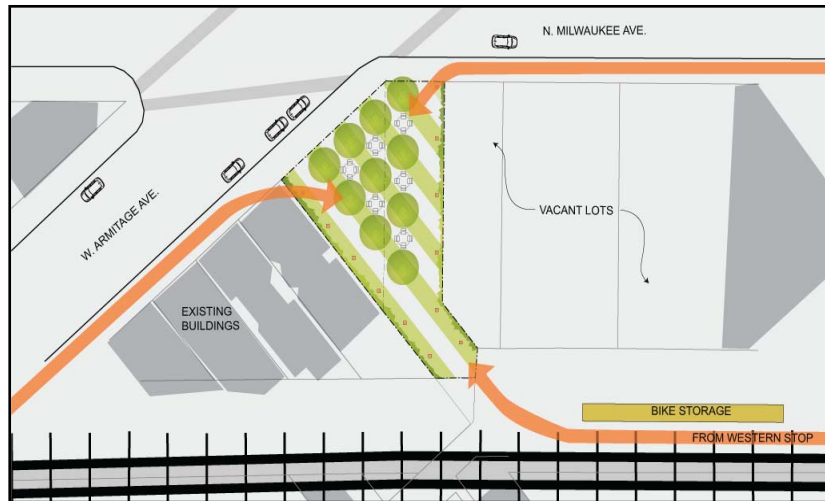 N. MILWAUKEE AVE.
W. ARMITAGE AVE.
VACANT LOTS
EXISTING
BUILDINGS
BIKE STORAGE
FROM WESTERN STOP